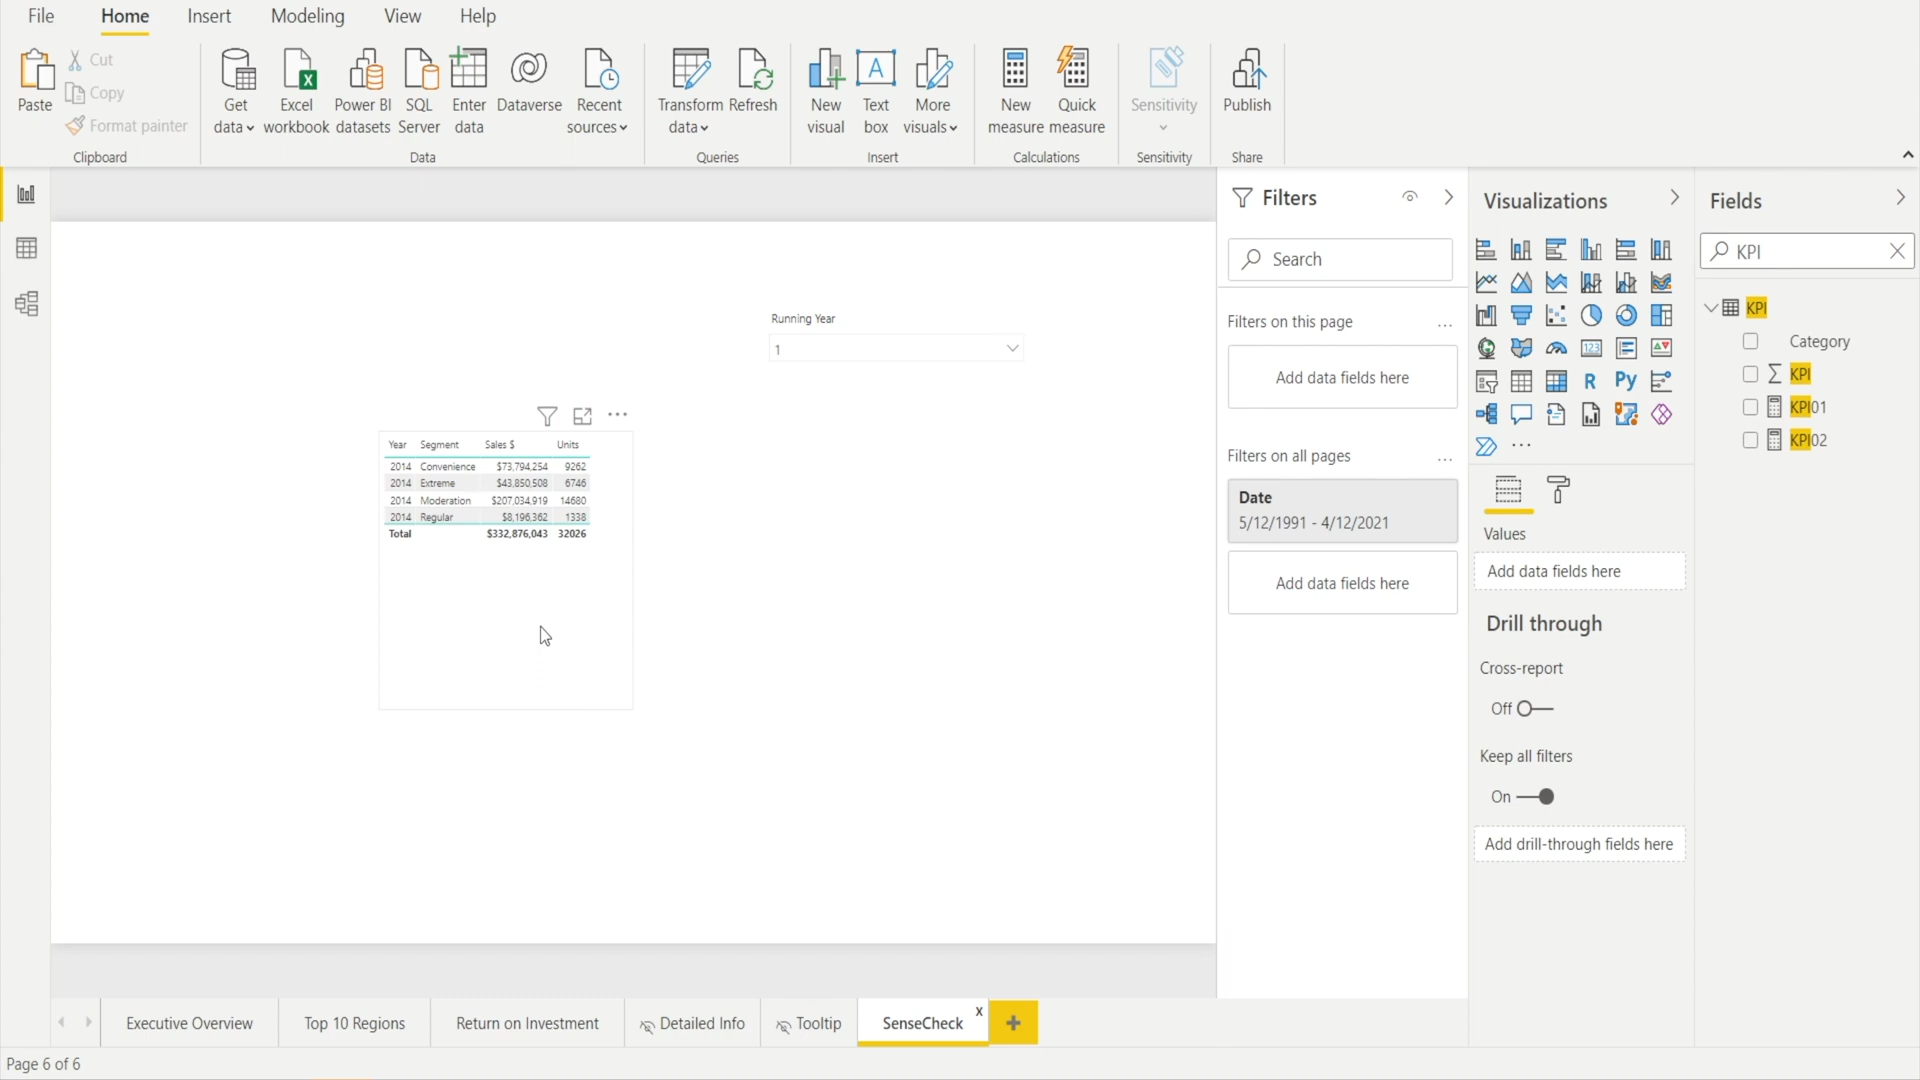 File Home Insert Modeling View Help
Paste
Cut
Copy
Format painter
Clipboard
Get data
Excel workbook
Power BI datasets
SQL Server
Enter data
Dataverse
Recent sources
Data
Transform data
Refresh
Queries
New visual
Text box
More visuals
Insert
New measure
Quick measure
Calculations
Sensitivity
Sensitivity
Publish
Share
Running Year
1
Year Segment Sales $ Units
2014 Convenience $73,794,254 9262
2014 Extreme $43,850,508 6746
2014 Moderation $207,034,919 14680
2014 Regular $8,196,362 1338
Total $332,876,043 32026
Filters
Search
Filters on this page ...
Add data fields here
Filters on all pages ...
Date
5/12/1991 - 4/12/2021
Add data fields here
Visualizations
123
R Py
Values
Add data fields here
Drill through
Cross-report
Off
Keep all filters
On
Add drill-through fields here
Fields
KPI
KPI
Category
KPI
KPI01
KPI02
Executive Overview Top 10 Regions Return on Investment Detailed Info Tooltip SenseCheck x +
Page 6 of 6